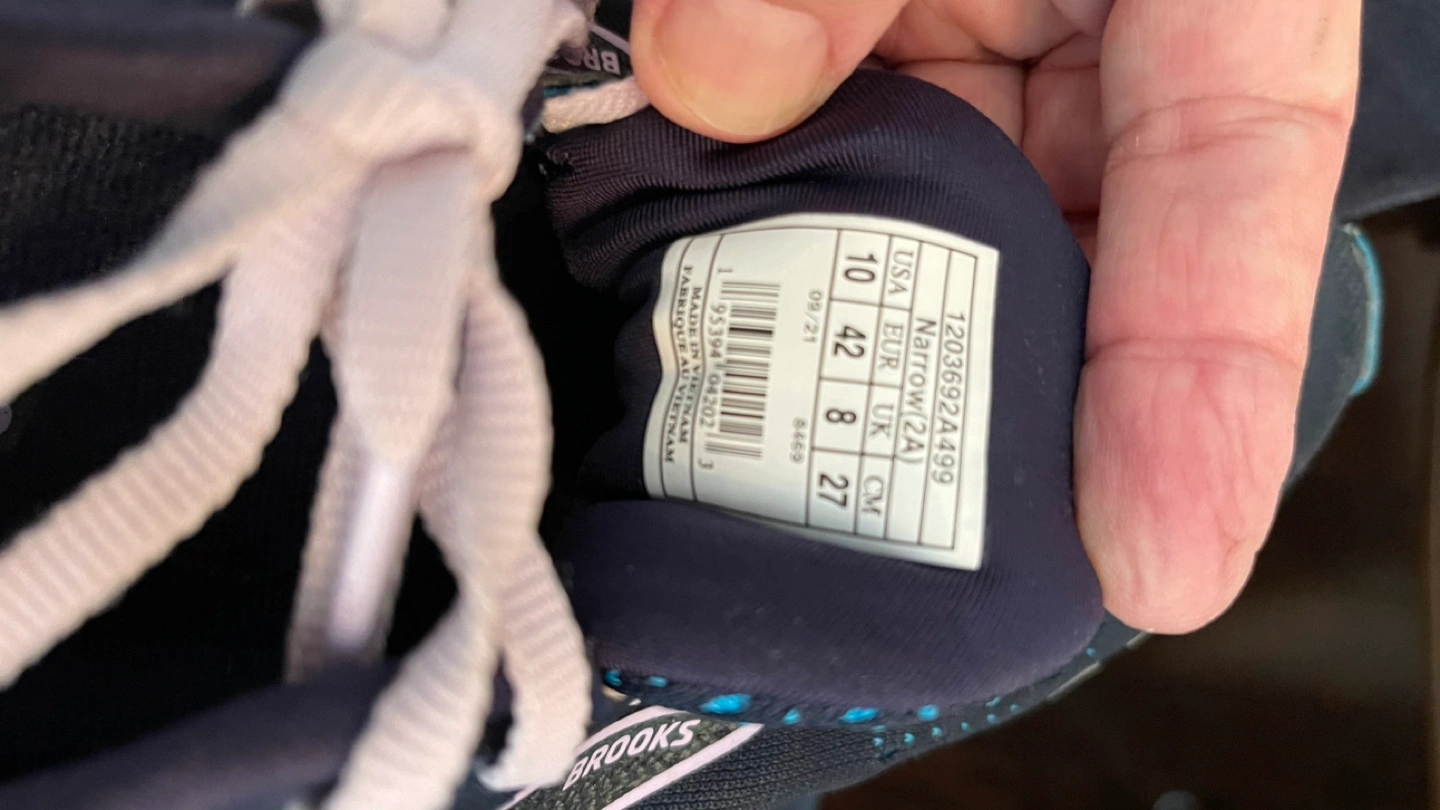 1203692A499
Narrow(2A)
USA EUR UK CM
10 42 8 27
09/21 8469
1 95394 04202 3
MADE IN VIETNAM
FABRIQUE AU VIETNAM
BROOKS